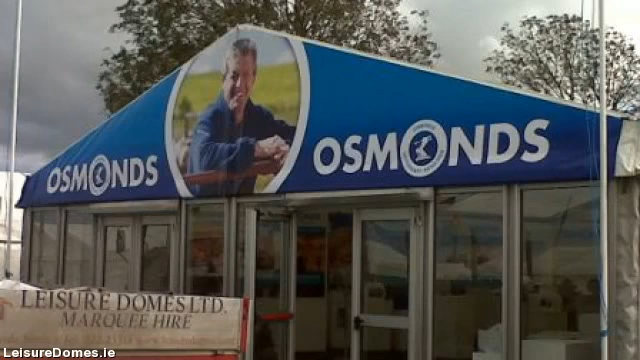 OSMONDS
OSMONDS
LEISURE DOMES LTD.
MARQUEE HIRE
LeisureDomes.ie